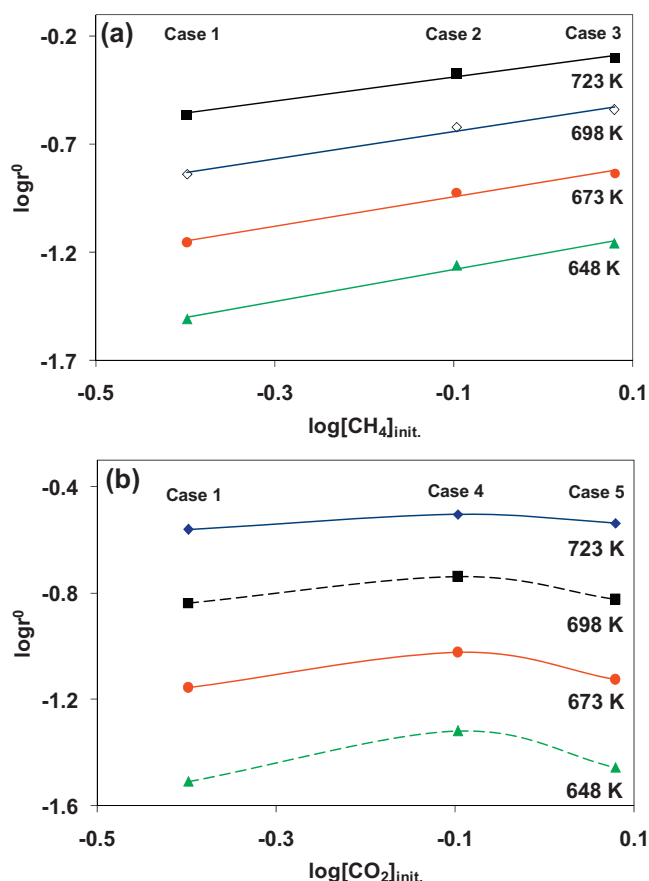 (a)
-0.2
Case 1 Case 2 Case 3
723 K
-0.7
698 K
logr⁰
673 K
-1.2
648 K
-1.7
-0.5 -0.3 -0.1 0.1
log[CH₄]init.
(b)
-0.4
Case 1 Case 4 Case 5
723 K
-0.8
698 K
logr⁰
673 K
-1.2
648 K
-1.6
-0.5 -0.3 -0.1 0.1
log[CO₂]init.